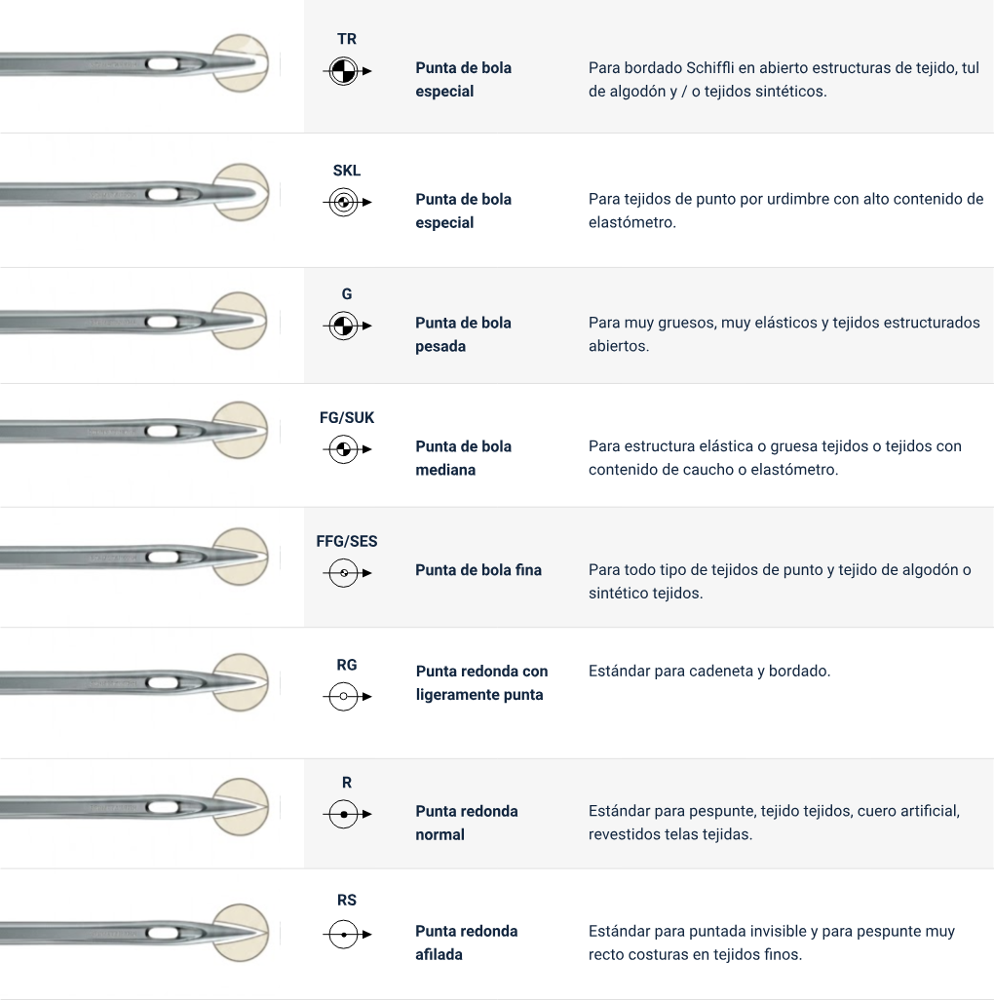 TR
Punta de bola
especial
Para bordado Schiffli en abierto estructuras de tejido, tul
de algodón y / o tejidos sintéticos.
SKL
Punta de bola
especial
Para tejidos de punto por urdimbre con alto contenido de
elastómetro.
G
Punta de bola
pesada
Para muy gruesos, muy elásticos y tejidos estructurados
abiertos.
FG/SUK
Punta de bola
mediana
Para estructura elástica o gruesa tejidos o tejidos con
contenido de caucho o elastómetro.
FFG/SES
Punta de bola fina
Para todo tipo de tejidos de punto y tejido de algodón o
sintético tejidos.
RG
Punta redonda con
ligeramente punta
Estándar para cadeneta y bordado.
R
Punta redonda
normal
Estándar para pespunte, tejido tejidos, cuero artificial,
revestidos telas tejidas.
RS
Punta redonda
afilada
Estándar para puntada invisible y para pespunte muy
recto costuras en tejidos finos.